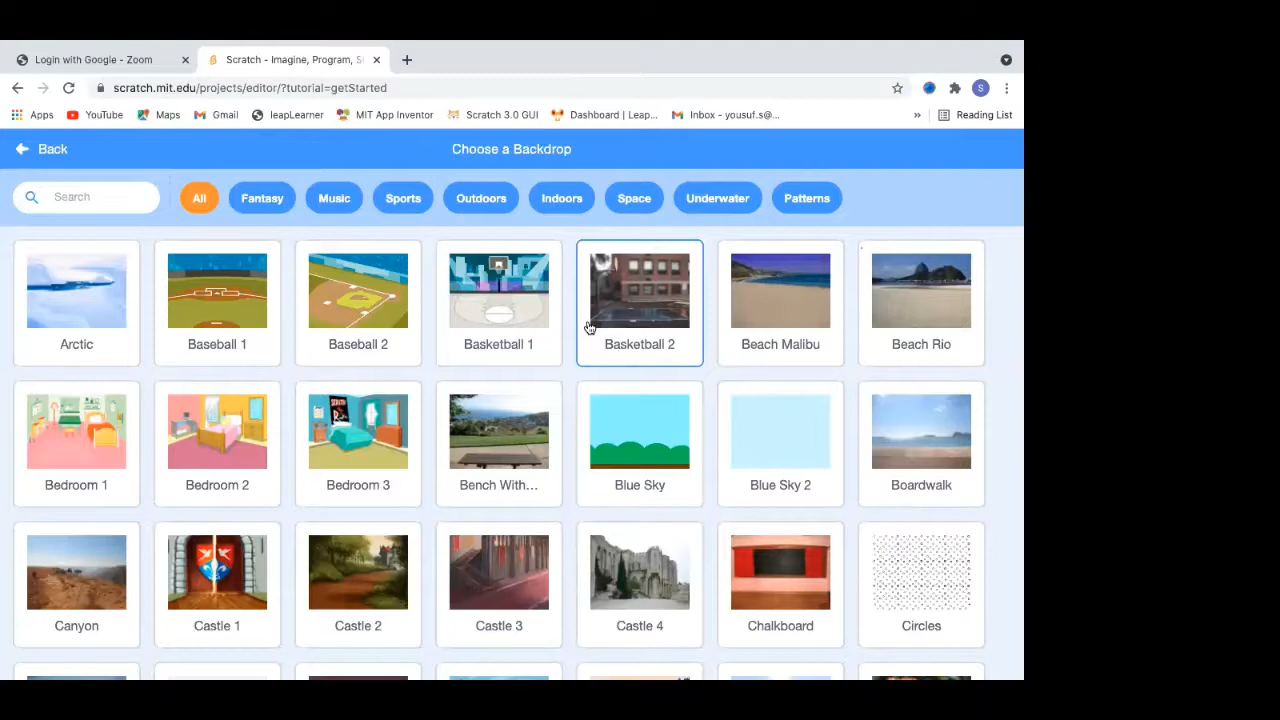 Login with Google - Zoom
Scratch - Imagine, Program, S
scratch.mit.edu/projects/editor/?tutorial=getStarted
S
Apps YouTube Maps Gmail leapLearner MIT App Inventor Scratch 3.0 GUI Dashboard | Leap... Inbox - yousuf.s@... » Reading List
Back Choose a Backdrop
Search All Fantasy Music Sports Outdoors Indoors Space Underwater Patterns
Arctic Baseball 1 Baseball 2 Basketball 1 Basketball 2 Beach Malibu Beach Rio
Bedroom 1 Bedroom 2 Bedroom 3 Bench With... Blue Sky Blue Sky 2 Boardwalk
Canyon Castle 1 Castle 2 Castle 3 Castle 4 Chalkboard Circles